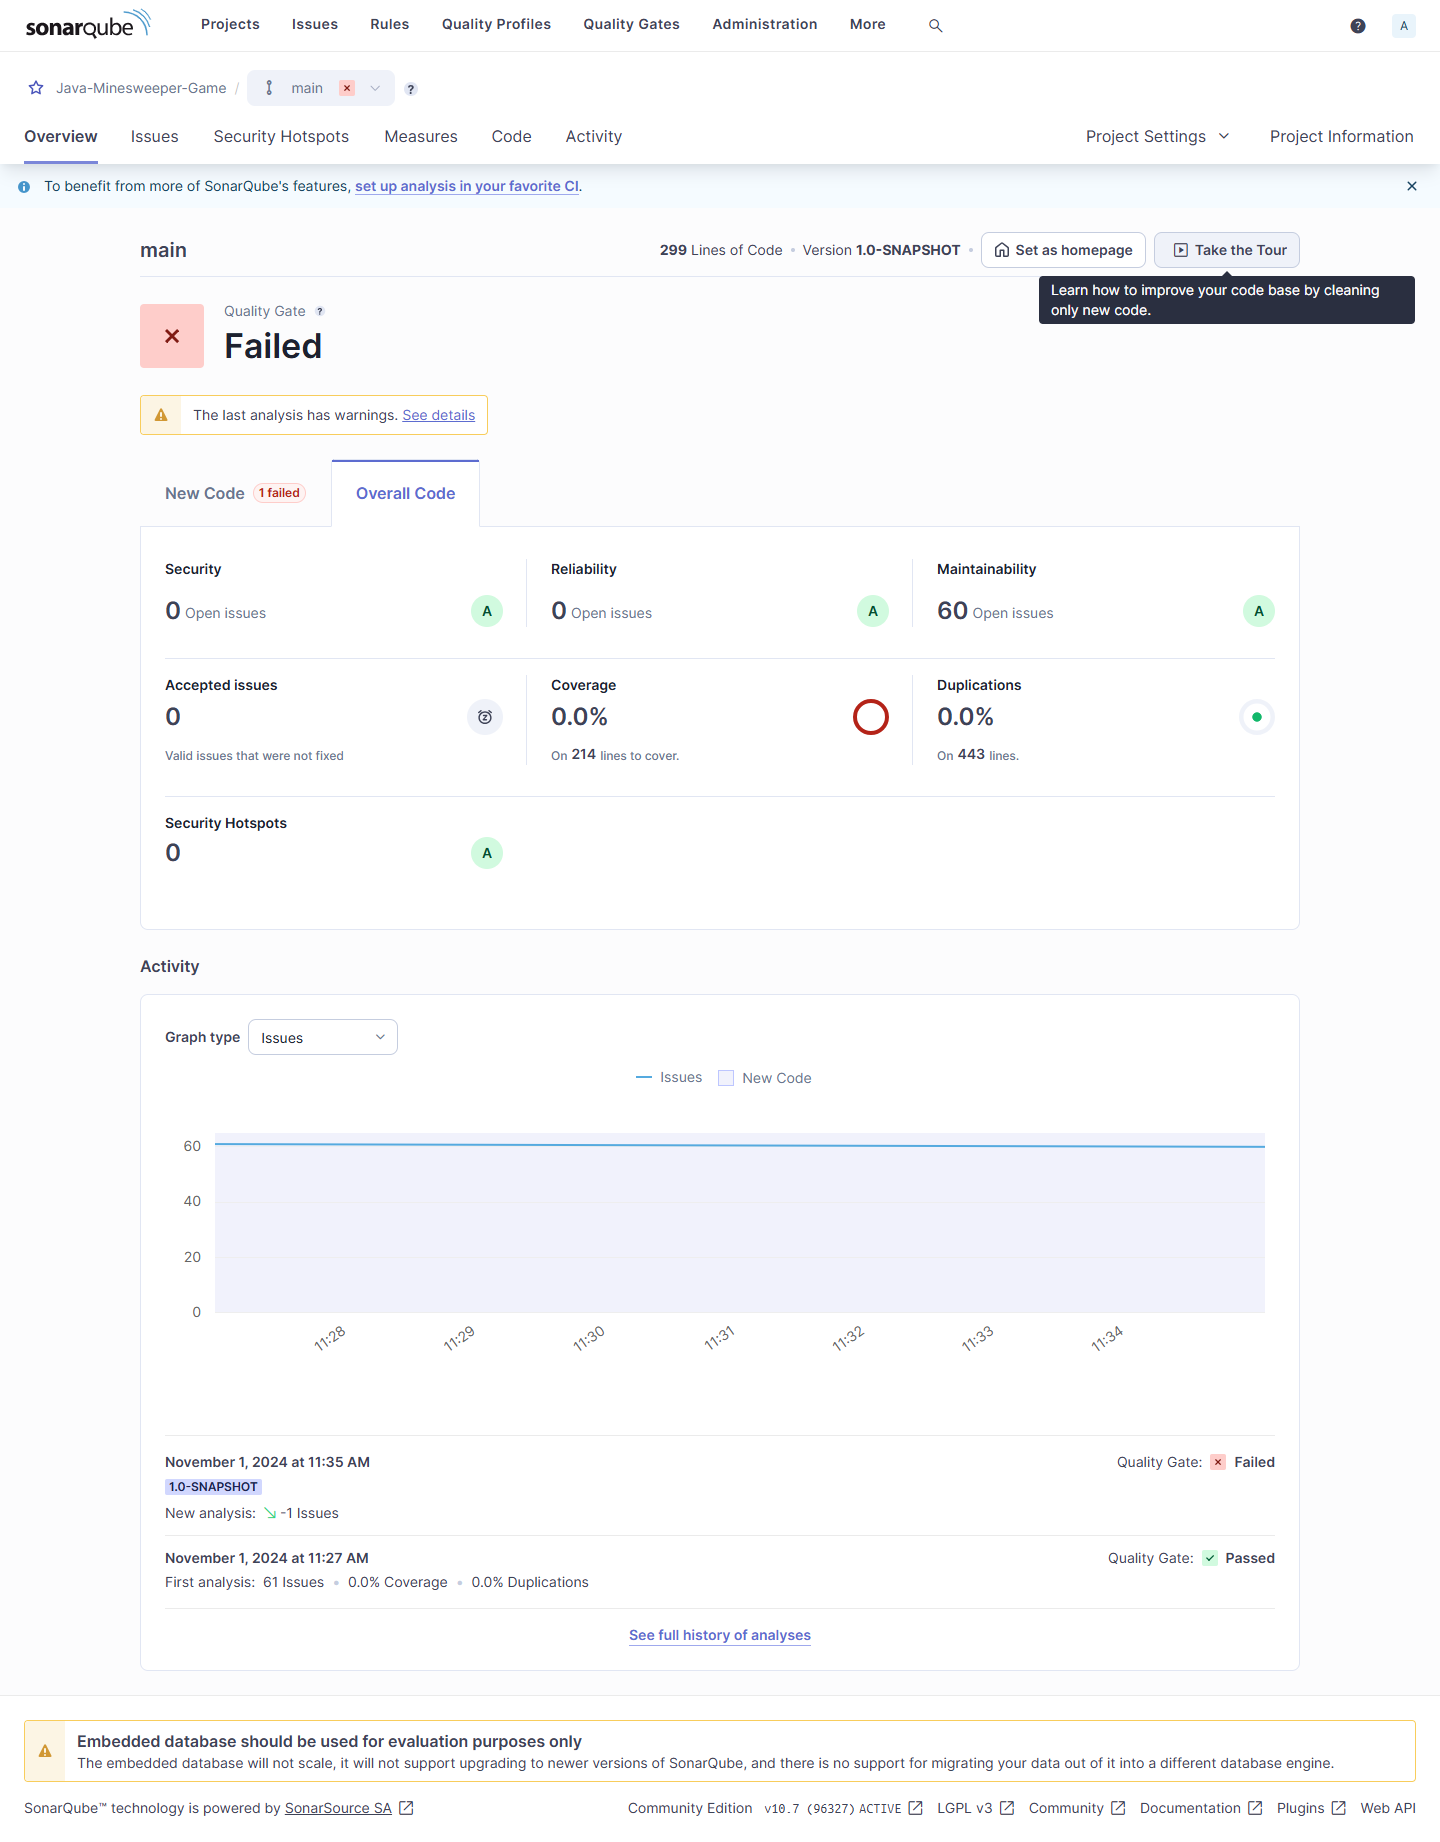 sonarqube Projects Issues Rules Quality Profiles Quality Gates Administration More ? A
Java-Minesweeper-Game / main ?
Overview Issues Security Hotspots Measures Code Activity Project Settings Project Information
To benefit from more of SonarQube's features, set up analysis in your favorite CI.
main 299 Lines of Code • Version 1.0-SNAPSHOT • Set as homepage Take the Tour
Learn how to improve your code base by cleaning
only new code.
Quality Gate ?
Failed
The last analysis has warnings. See details
New Code 1 failed Overall Code
Security Reliability Maintainability
0 Open issues A 0 Open issues A 60 Open issues A
Accepted issues Coverage Duplications
0 0.0% 0.0%
Valid issues that were not fixed On 214 lines to cover. On 443 lines.
Security Hotspots
0 A
Activity
Graph type Issues
Issues New Code
60
40
20
0
11:28 11:29 11:30 11:31 11:32 11:33 11:34
November 1, 2024 at 11:35 AM Quality Gate: Failed
1.0-SNAPSHOT
New analysis: -1 Issues
November 1, 2024 at 11:27 AM Quality Gate: Passed
First analysis: 61 Issues • 0.0% Coverage • 0.0% Duplications
See full history of analyses
Embedded database should be used for evaluation purposes only
The embedded database will not scale, it will not support upgrading to newer versions of SonarQube, and there is no support for migrating your data out of it into a different database engine.
SonarQube™ technology is powered by SonarSource SA Community Edition v10.7 (96327) ACTIVE LGPL v3 Community Documentation Plugins Web API